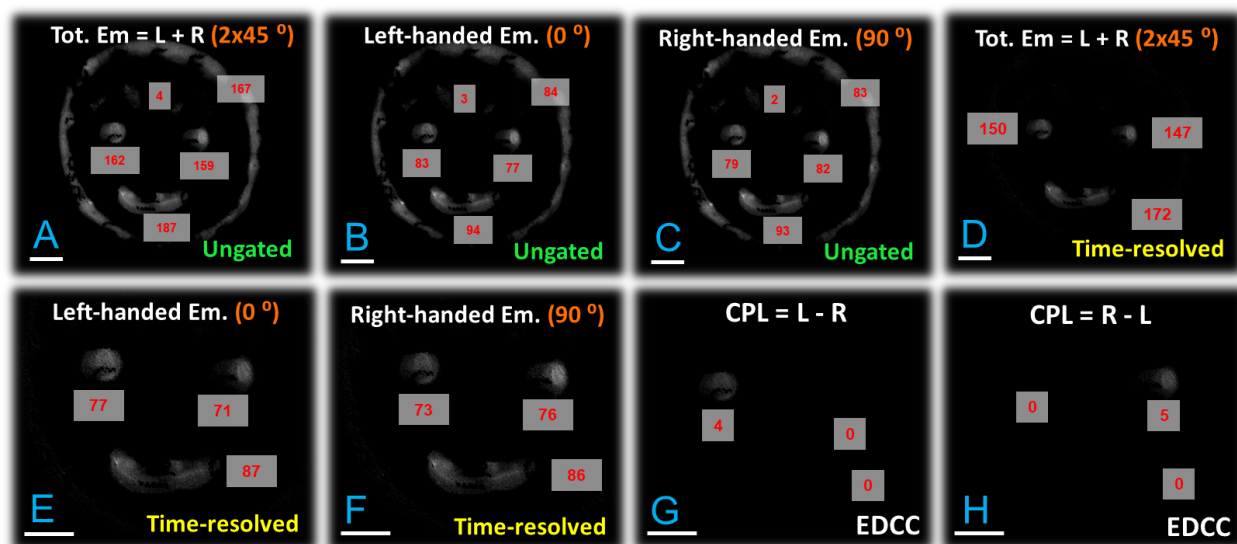 Tot. Em = L + R (2x45 º)
4
167
162
159
187
A
Ungated
Left-handed Em. (0 º)
3
84
83
77
94
B
Ungated
Right-handed Em. (90 º)
2
83
79
82
93
C
Ungated
Tot. Em = L + R (2x45 º)
150
147
172
D
Time-resolved
Left-handed Em. (0 º)
77
71
87
E
Time-resolved
Right-handed Em. (90 º)
73
76
86
F
Time-resolved
CPL = L - R
4
0
0
G
EDCC
CPL = R - L
0
5
0
H
EDCC